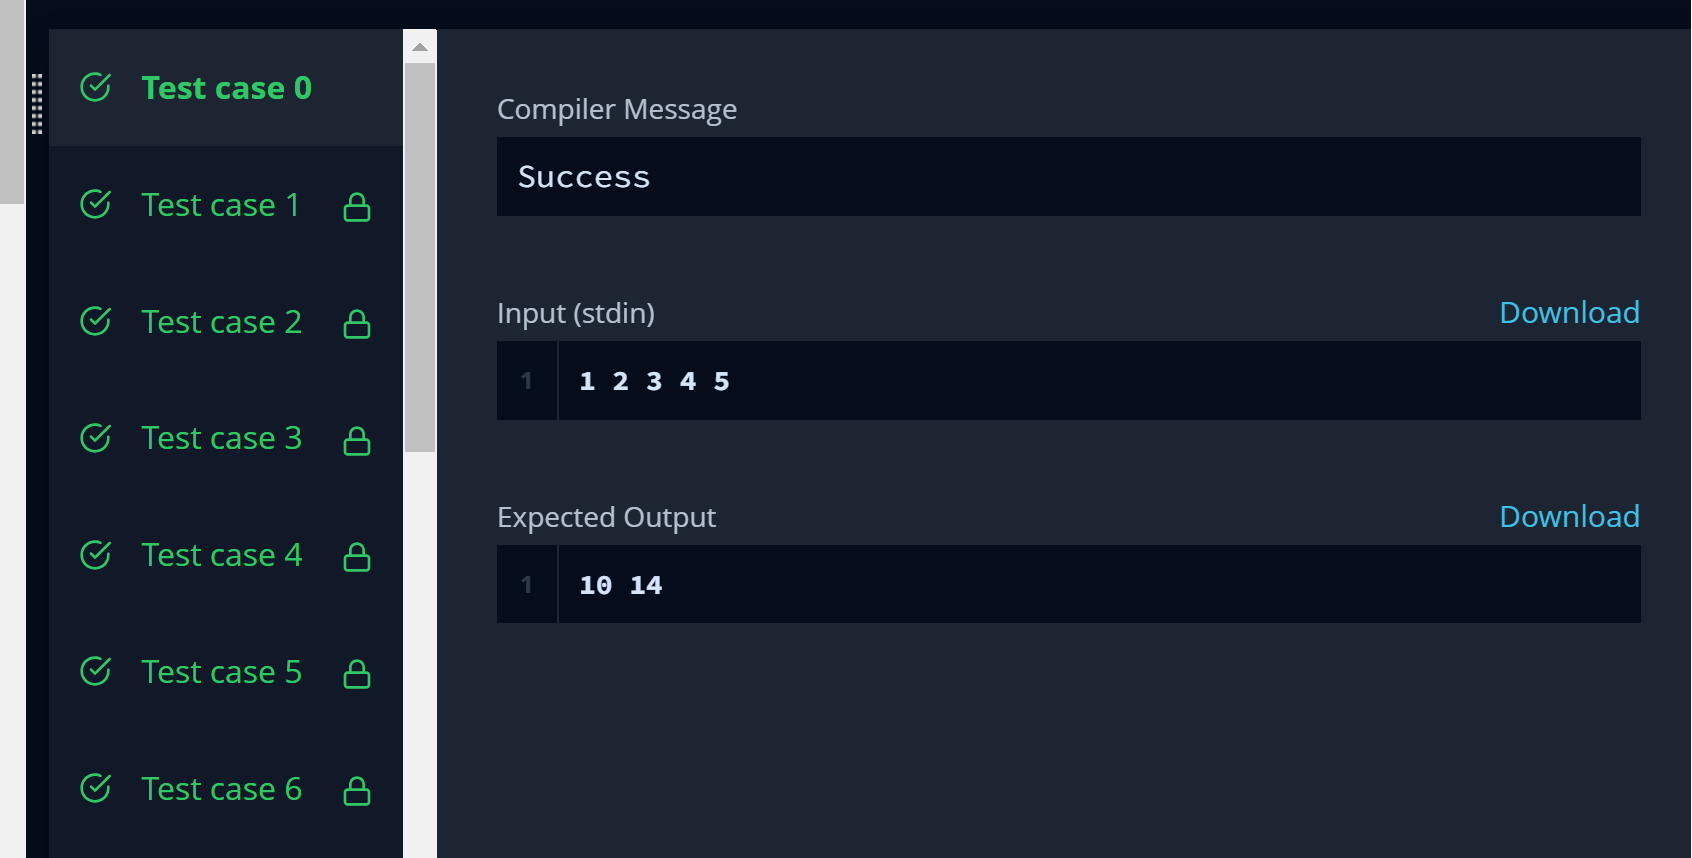 Test case 0
Test case 1
Test case 2
Test case 3
Test case 4
Test case 5
Test case 6
Compiler Message
Success
Input (stdin)
Download
1 1 2 3 4 5
Expected Output
Download
1 10 14